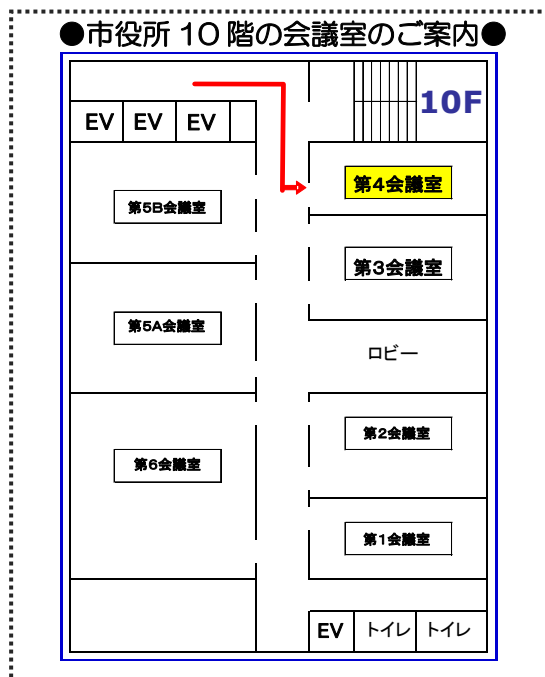 ●市役所 10 階の会議室のご案内●
10F
EV EV EV
第4会議室
第5B会議室
第3会議室
第5A会議室
ロビー
第2会議室
第6会議室
第1会議室
EV トイレ トイレ